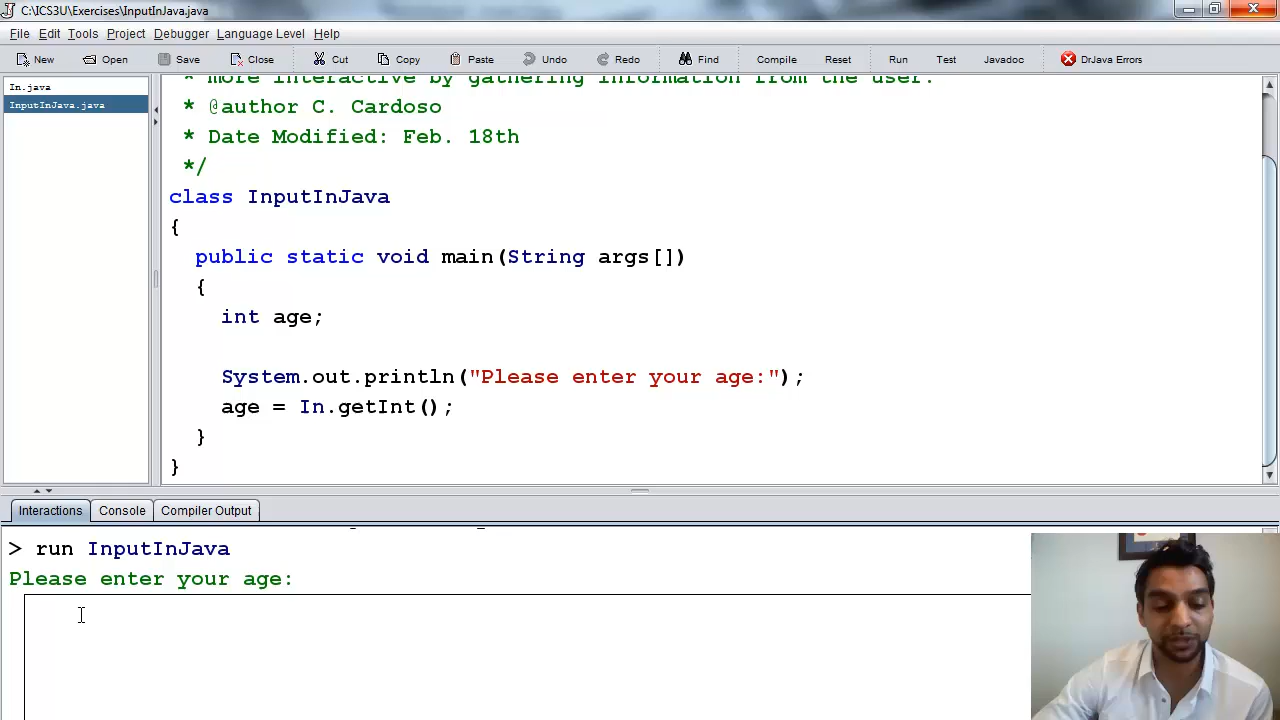 C:\ICS3U\Exercises\InputInJava.java
File Edit Tools Project Debugger Language Level Help
New Open Save Close Cut Copy Paste Undo Redo Find Compile Reset Run Test Javadoc DrJava Errors
In.java
InputInJava.java
* more interactive by gathering information from the user.
* @author C. Cardoso
* Date Modified: Feb. 18th
*/
class InputInJava
{
public static void main(String args[])
{
int age;
System.out.println("Please enter your age:");
age = In.getInt();
}
}
Interactions Console Compiler Output
> run InputInJava
Please enter your age: